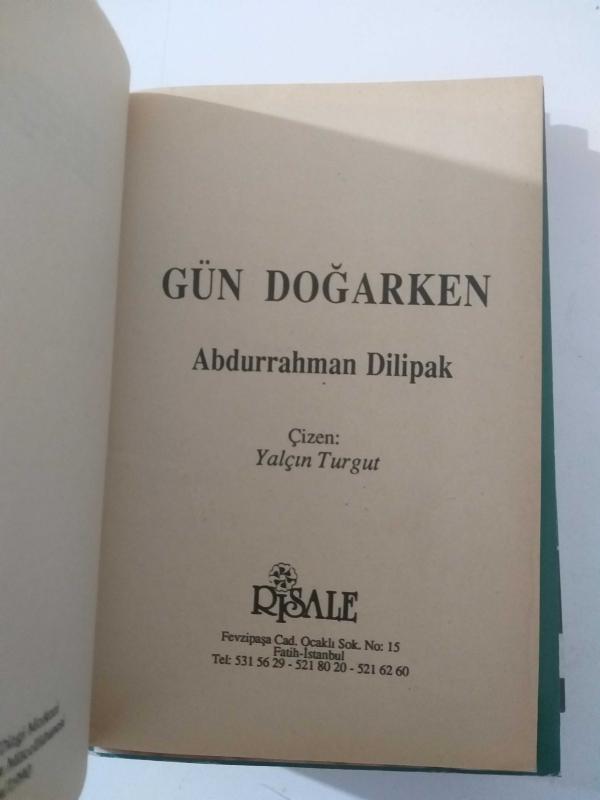 GÜN DOĞARKEN
Abdurrahman Dilipak
Çizen:
Yalçın Turgut
RİSALE
Fevzipaşa Cad. Ocaklı Sok. No: 15
Fatih-İstanbul
Tel: 531 56 29 - 521 80 20 - 521 62 60